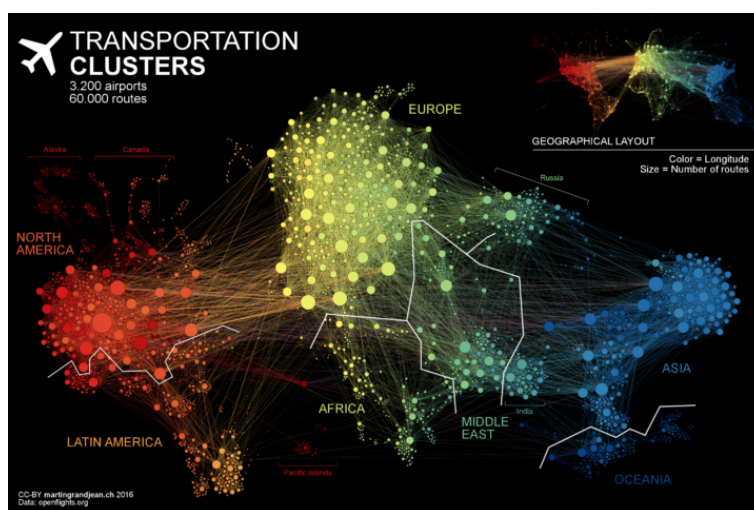 TRANSPORTATION
CLUSTERS
3.200 airports
60.000 routes
EUROPE
GEOGRAPHICAL LAYOUT
Color = Longitude
Size = Number of routes
Alaska
Canada
Russia
NORTH
AMERICA
ASIA
AFRICA
India
MIDDLE
EAST
LATIN AMERICA
Pacific islands
OCEANIA
CC-BY martingrandjean.ch 2016
Data: openflights.org